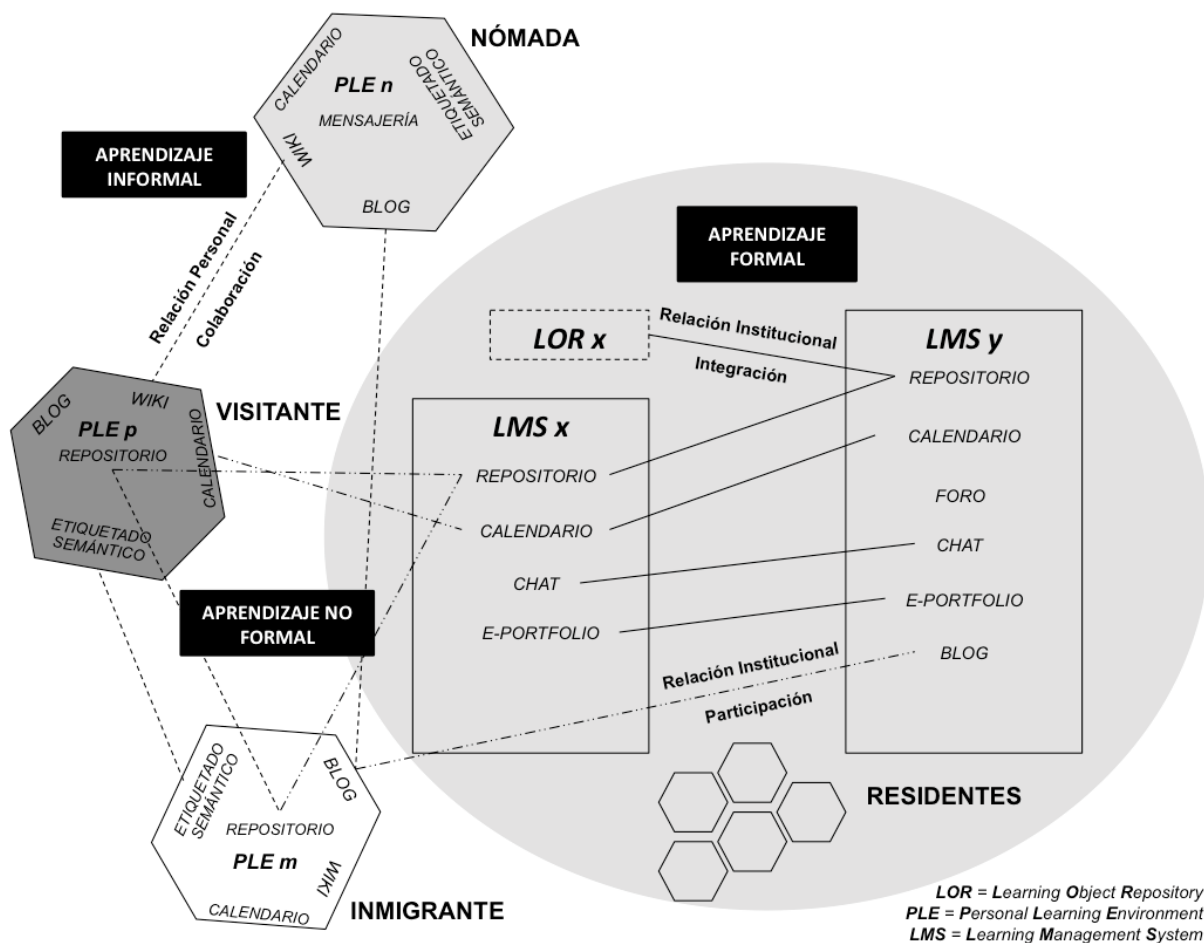 NÓMADA
CALENDARIO
PLE n
ETIQUETADO
SEMÁNTICO
MENSAJERÍA
WIKI
BLOG
APRENDIZAJE
INFORMAL
Relación Personal
Colaboración
APRENDIZAJE
FORMAL
LOR x
Relación Institucional
Integración
LMS y
REPOSITORIO
CALENDARIO
FORO
CHAT
E-PORTFOLIO
BLOG
LMS x
REPOSITORIO
CALENDARIO
CHAT
E-PORTFOLIO
VISITANTE
BLOG
WIKI
PLE p
REPOSITORIO
CALENDARIO
ETIQUETADO
SEMÁNTICO
APRENDIZAJE NO
FORMAL
Relación Institucional
Participación
ETIQUETADO
SEMÁNTICO
BLOG
REPOSITORIO
PLE m
WIKI
CALENDARIO
INMIGRANTE
RESIDENTES
LOR = Learning Object Repository
PLE = Personal Learning Environment
LMS = Learning Management System